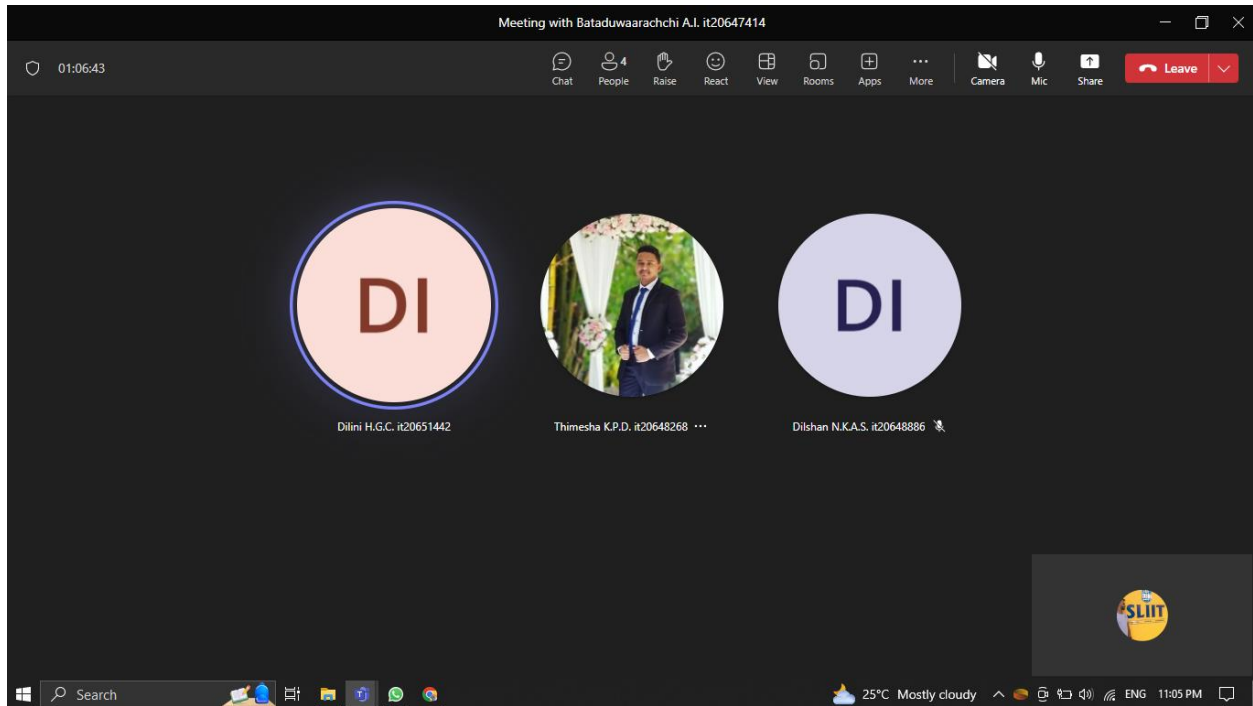 Meeting with Bataduwaarachchi A.I. it20647414
01:06:43
4
Chat People Raise React View Rooms Apps More Camera Mic Share Leave
DI DI
Dilini H.G.C. it20651442 Thimesha K.P.D. it20648268 ... Dilshan N.K.A.S. it20648886
SLIIT
Search 25°C Mostly cloudy ENG 11:05 PM